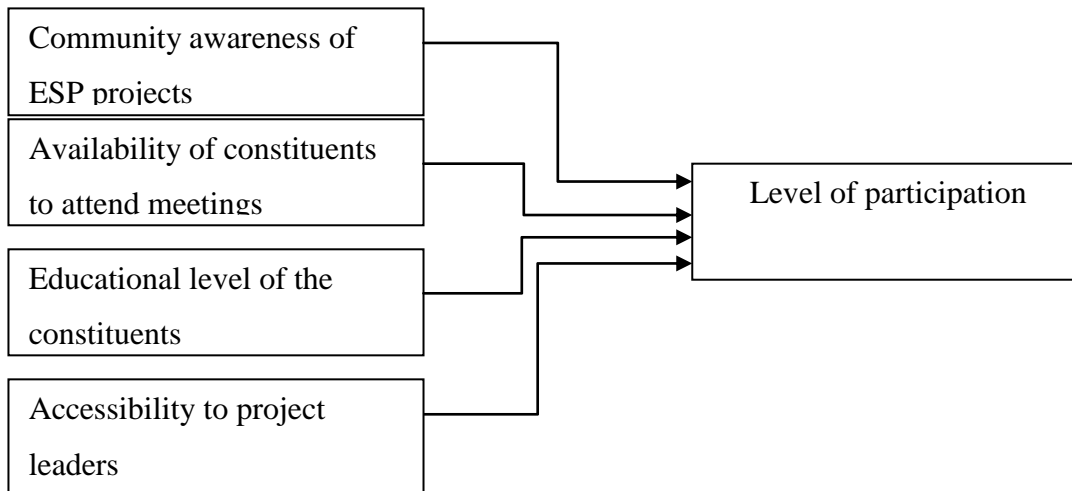 Community awareness of
ESP projects
Availability of constituents
to attend meetings
Educational level of the
constituents
Accessibility to project
leaders
Level of participation